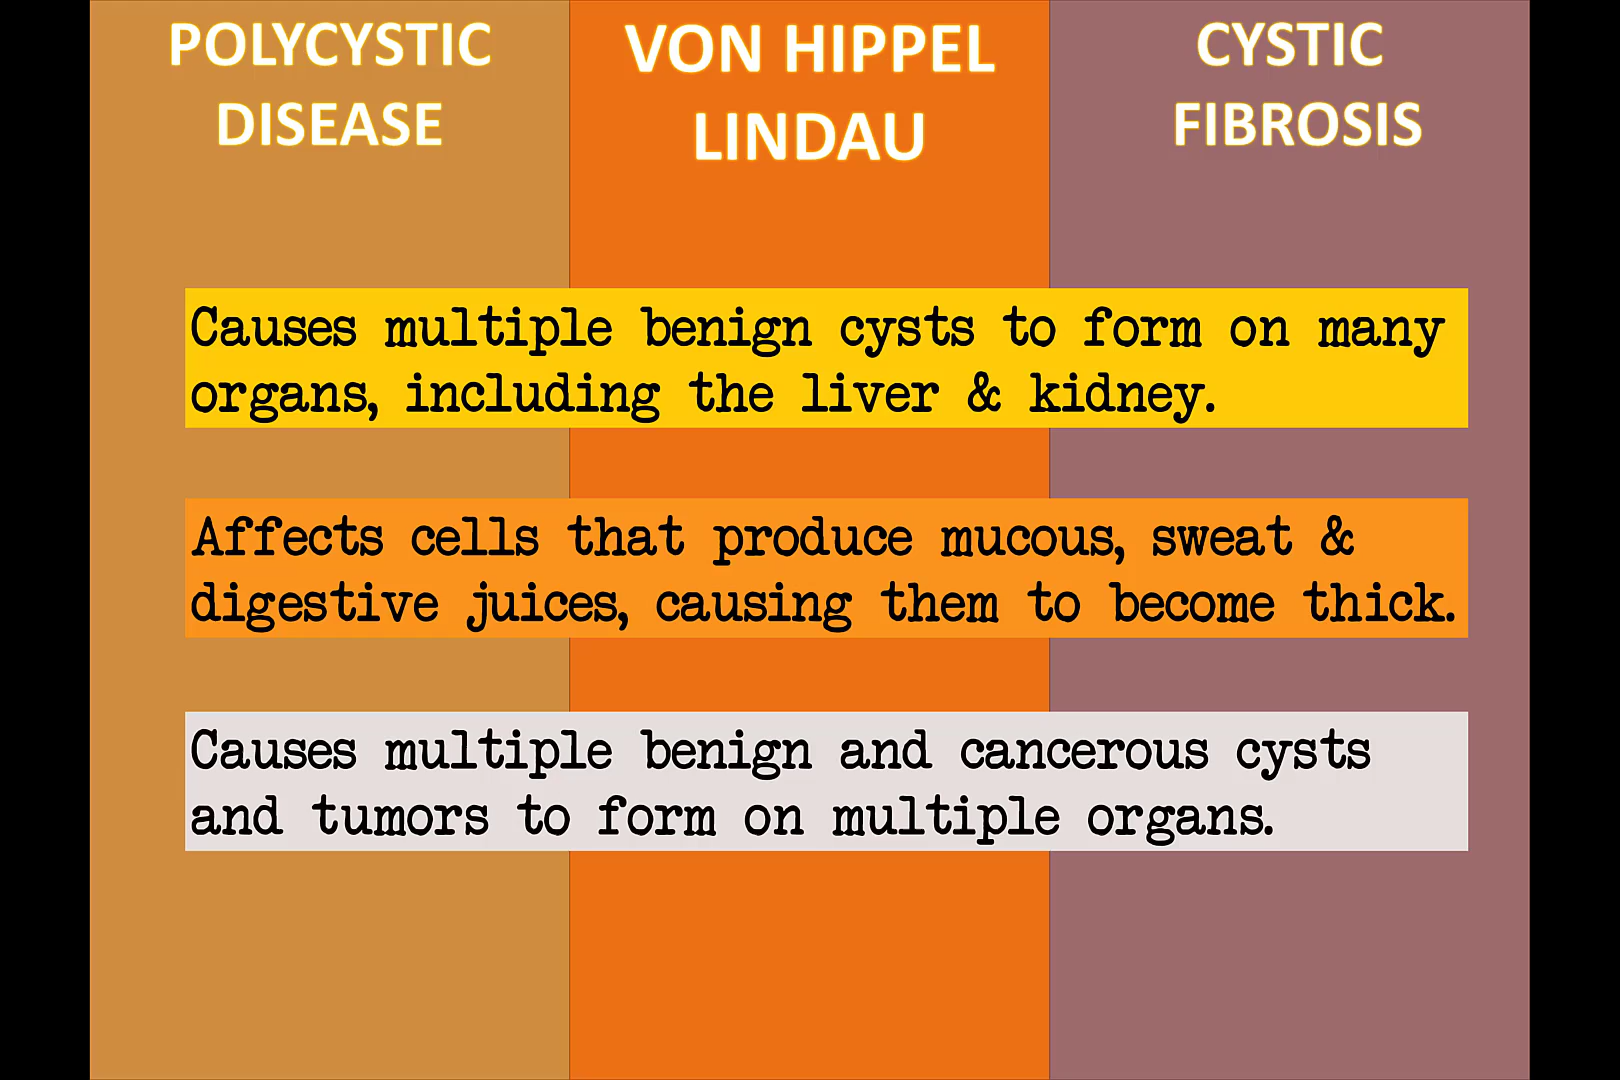 POLYCYSTIC
DISEASE
VON HIPPEL
LINDAU
CYSTIC
FIBROSIS
Causes multiple benign cysts to form on many
organs, including the liver & kidney.
Affects cells that produce mucous, sweat &
digestive juices, causing them to become thick.
Causes multiple benign and cancerous cysts
and tumors to form on multiple organs.